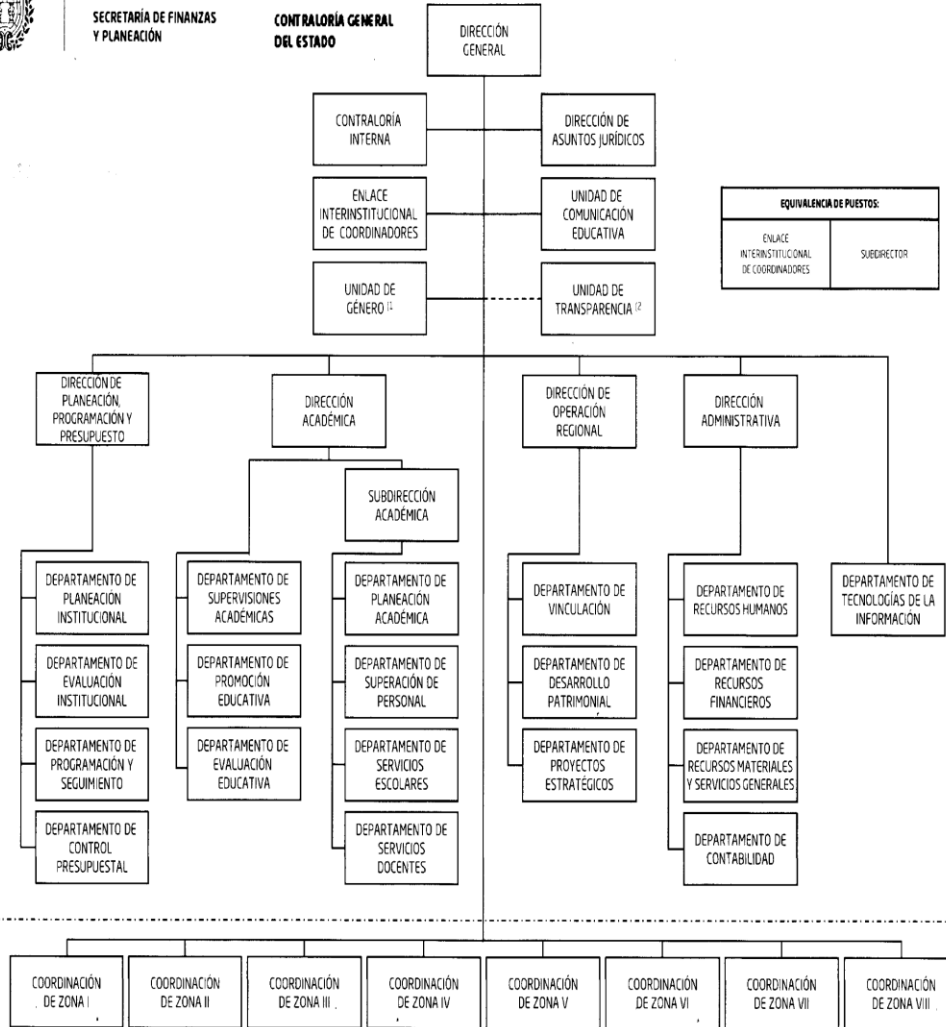 SECRETARÍA DE FINANZAS
Y PLANEACIÓN
CONTRALORÍA GENERAL
DEL ESTADO
DIRECCIÓN
GENERAL
CONTRALORÍA
INTERNA
DIRECCIÓN DE
ASUNTOS JURÍDICOS
ENLACE
INTERINSTITUCIONAL
DE COORDINADORES
UNIDAD DE
COMUNICACIÓN
EDUCATIVA
EQUIVALENCIA DE PUESTOS:
ENLACE
INTERINSTITUCIONAL
DE COORDINADORES
SUBDIRECTOR
UNIDAD DE
GÉNERO
UNIDAD DE
TRANSPARENCIA
DIRECCIÓN DE
PLANEACIÓN,
PROGRAMACIÓN Y
PRESUPUESTO
DIRECCIÓN
ACADÉMICA
DIRECCIÓN DE
OPERACIÓN
REGIONAL
DIRECCIÓN
ADMINISTRATIVA
SUBDIRECCIÓN
ACADÉMICA
DEPARTAMENTO DE
PLANEACIÓN
INSTITUCIONAL
DEPARTAMENTO DE
SUPERVISIONES
ACADÉMICAS
DEPARTAMENTO DE
PLANEACIÓN
ACADÉMICA
DEPARTAMENTO DE
VINCULACIÓN
DEPARTAMENTO DE
RECURSOS HUMANOS
DEPARTAMENTO DE
TECNOLOGÍAS DE LA
INFORMACIÓN
DEPARTAMENTO DE
EVALUACIÓN
INSTITUCIONAL
DEPARTAMENTO DE
PROMOCIÓN
EDUCATIVA
DEPARTAMENTO DE
SUPERACIÓN DE
PERSONAL
DEPARTAMENTO DE
DESARROLLO
PATRIMONIAL
DEPARTAMENTO DE
RECURSOS
FINANCIEROS
DEPARTAMENTO DE
PROGRAMACIÓN Y
SEGUIMIENTO
DEPARTAMENTO DE
EVALUACIÓN
EDUCATIVA
DEPARTAMENTO DE
SERVICIOS
ESCOLARES
DEPARTAMENTO DE
PROYECTOS
ESTRATÉGICOS
DEPARTAMENTO DE
RECURSOS MATERIALES
Y SERVICIOS GENERALES
DEPARTAMENTO DE
CONTROL
PRESUPUESTAL
DEPARTAMENTO DE
SERVICIOS
DOCENTES
DEPARTAMENTO DE
CONTABILIDAD
COORDINACIÓN
DE ZONA I
COORDINACIÓN
DE ZONA II
COORDINACIÓN
DE ZONA III
COORDINACIÓN
DE ZONA IV
COORDINACIÓN
DE ZONA V
COORDINACIÓN
DE ZONA VI
COORDINACIÓN
DE ZONA VII
COORDINACIÓN
DE ZONA VIII